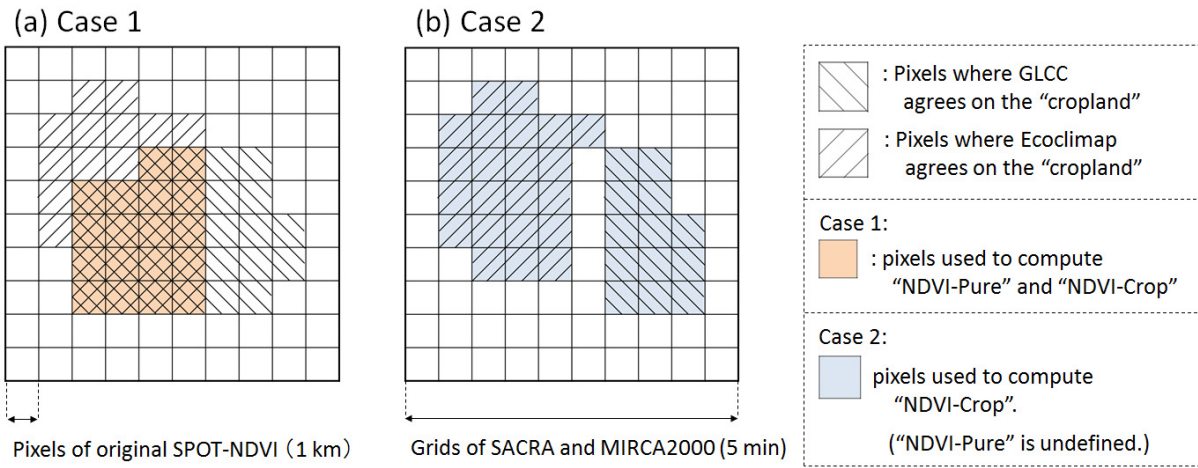 (a) Case 1
(b) Case 2
: Pixels where GLCC
agrees on the “cropland”
: Pixels where Ecoclimap
agrees on the “cropland”
Case 1:
: pixels used to compute
“NDVI-Pure” and “NDVI-Crop”
Case 2:
pixels used to compute
“NDVI-Crop”.
(“NDVI-Pure” is undefined.)
Pixels of original SPOT-NDVI（1 km）
Grids of SACRA and MIRCA2000 (5 min)